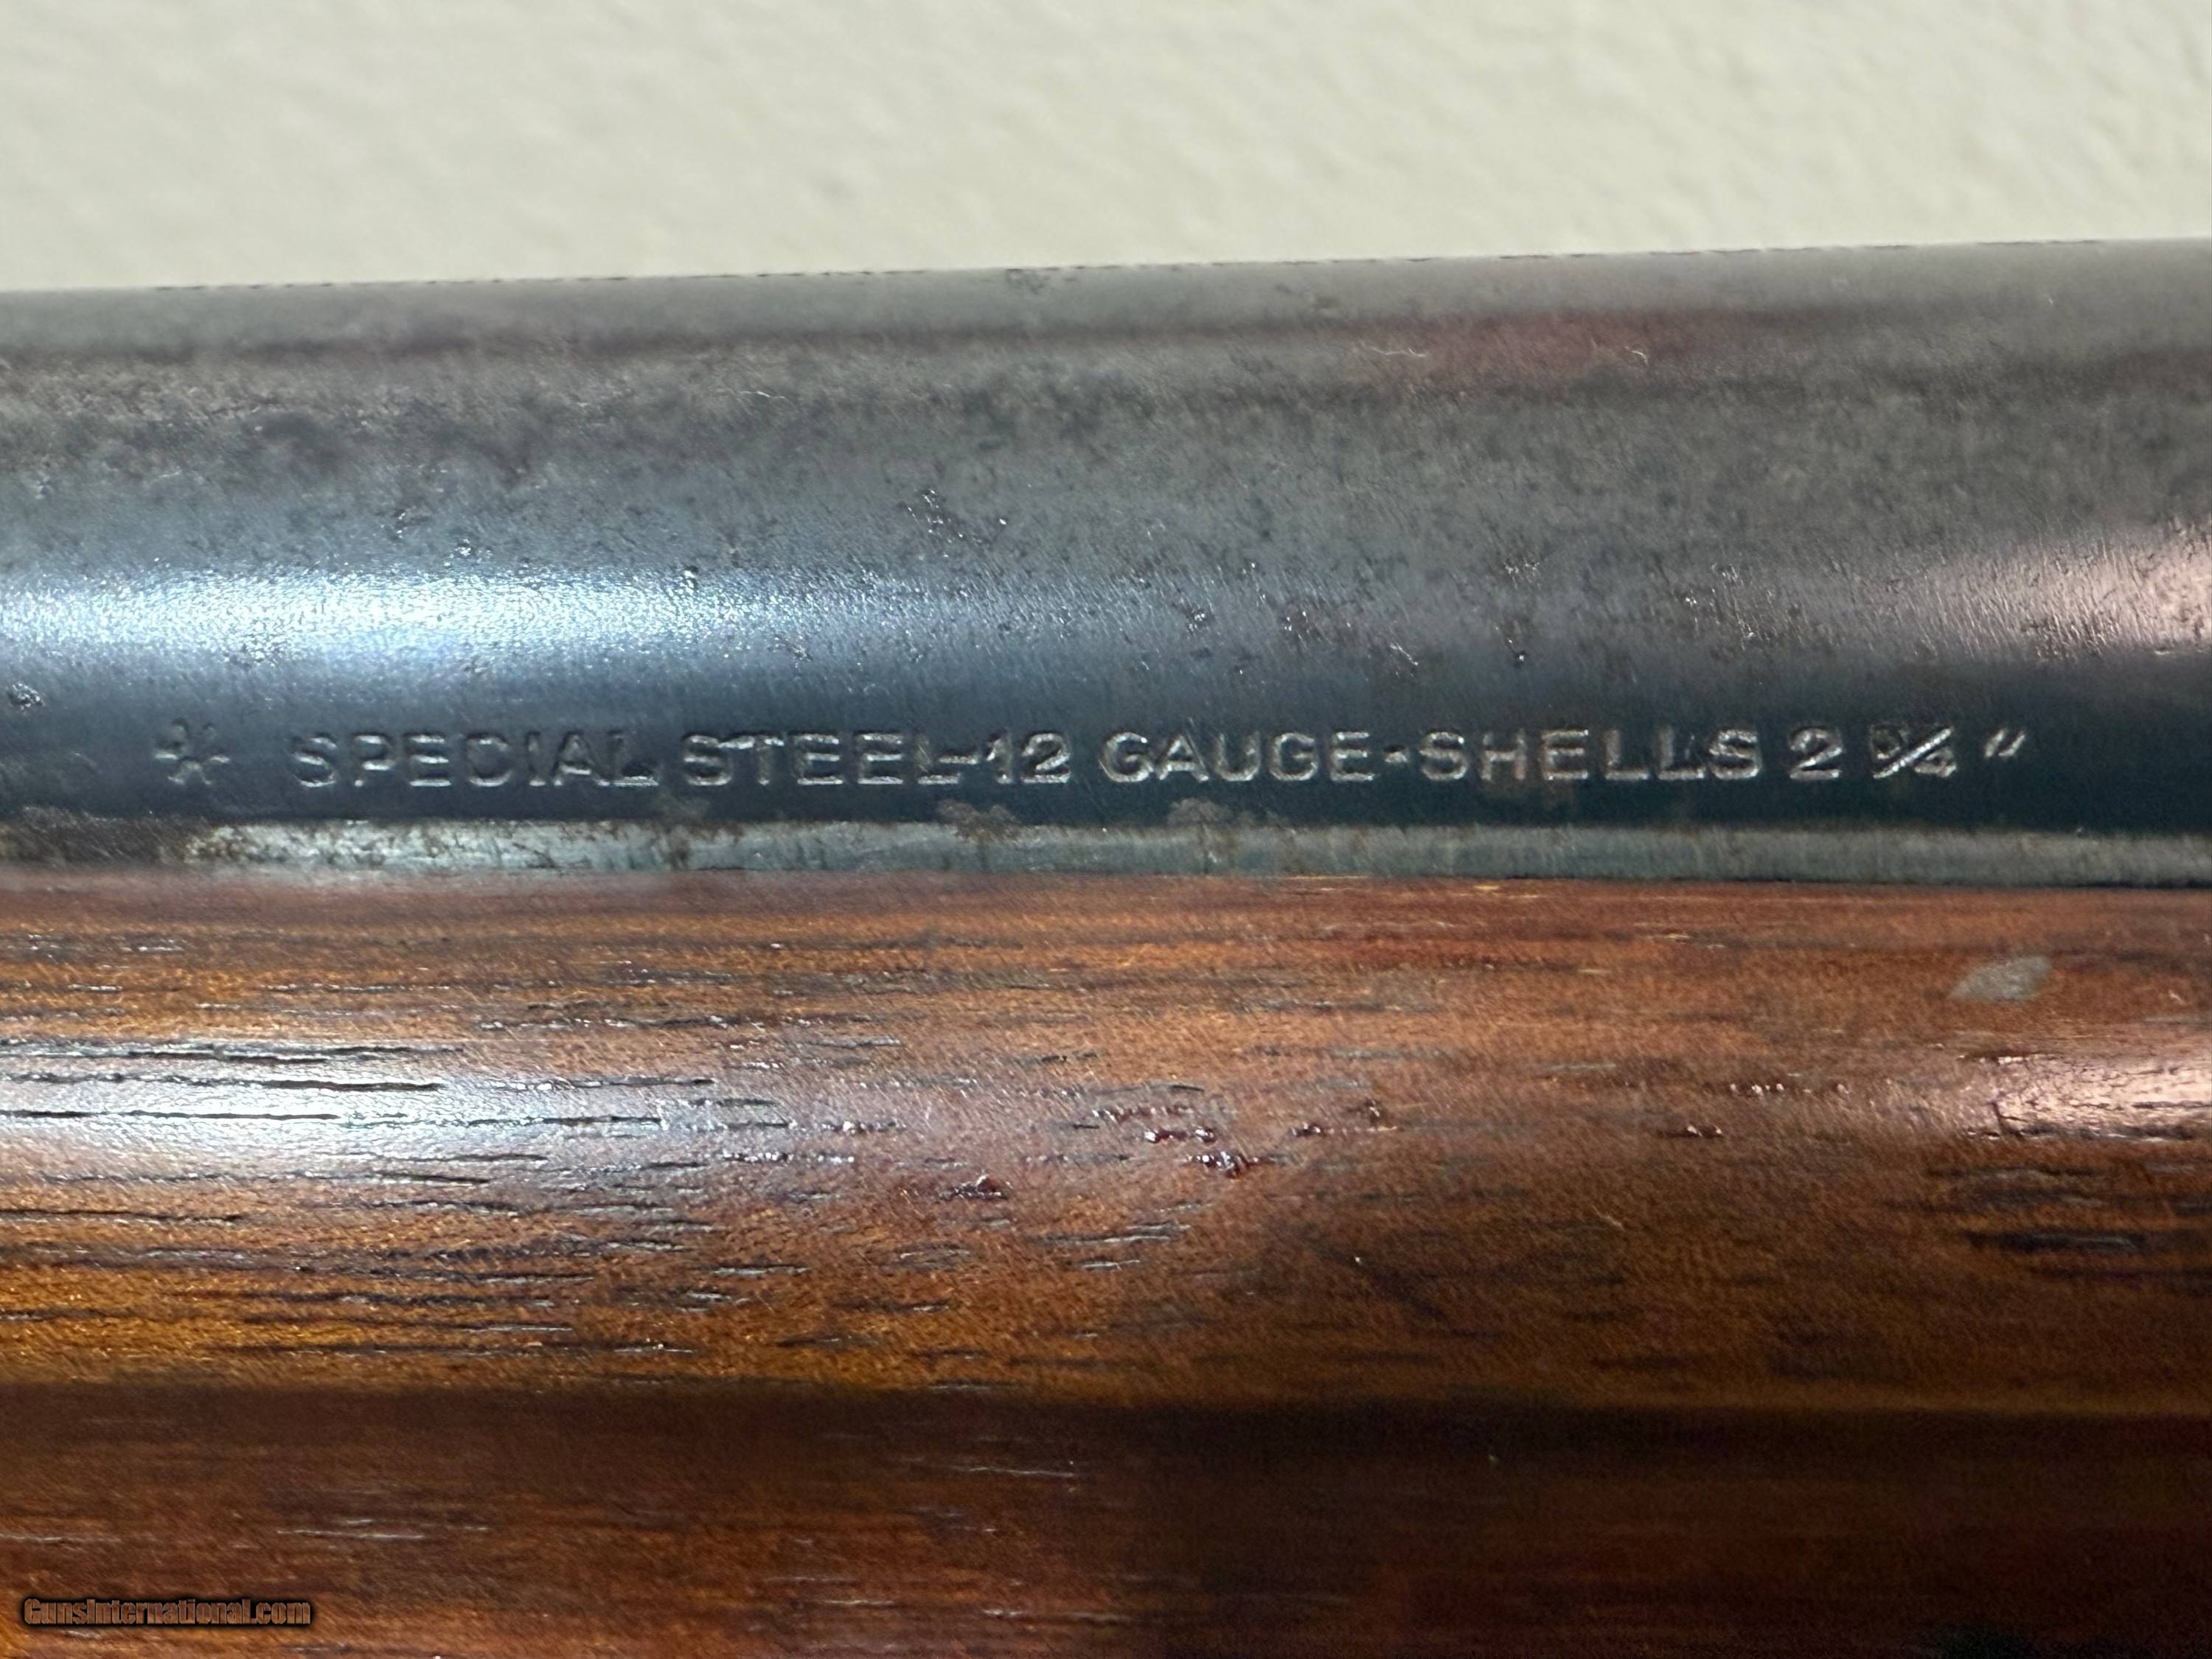 * SPECIAL STEEL-12 GAUGE-SHELLS 2 3/4"
GunsInternational.com